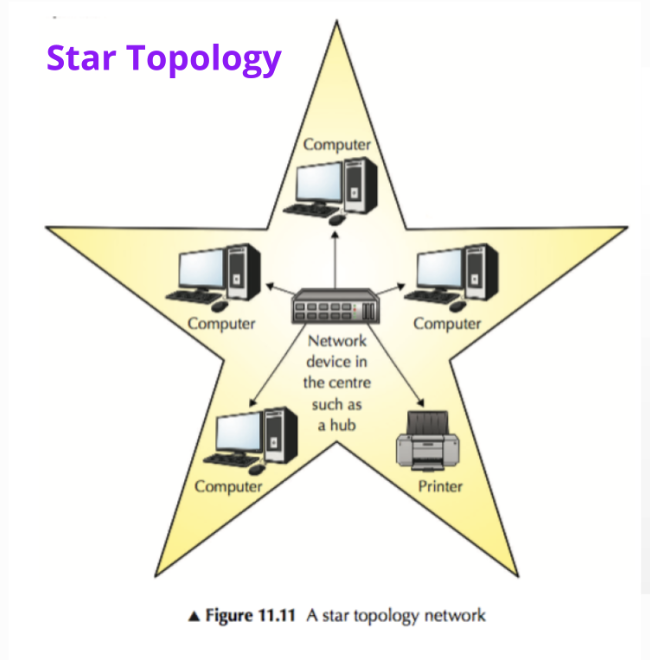 Star Topology
Computer
Computer
Computer
Network
device in
the centre
such as
a hub
Computer
Printer
▲ Figure 11.11 A star topology network